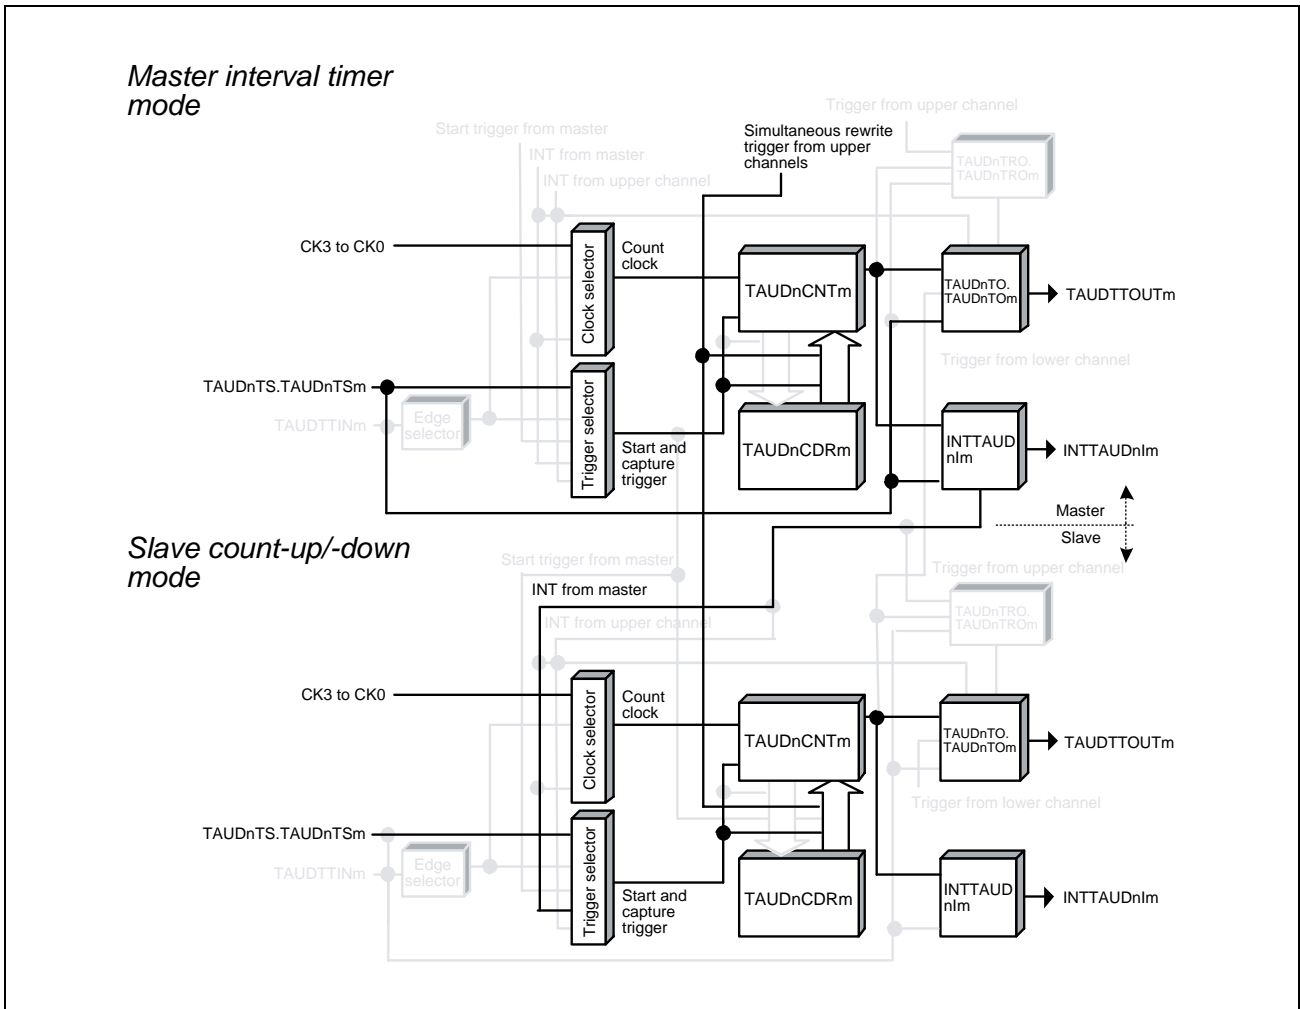 Master interval timer
mode
Trigger from upper channel
Start trigger from master
Simultaneous rewrite
trigger from upper
channels
INT from master
INT from upper channel
TAUDnTRO.
TAUDnTROm
CK3 to CK0
Clock selector
Count
clock
TAUDnCNTm
TAUDnTO.
TAUDnTOm
TAUDTTOUTm
Trigger from lower channel
TAUDnTS.TAUDnTSm
TAUDTTINm
Edge
selector
Trigger selector
Start and
capture
trigger
TAUDnCDRm
INTTAUD
nIm
INTTAUDnIm
Master
Slave
Slave count-up/-down
mode
Start trigger from master
Trigger from upper channel
INT from master
INT from upper channel
TAUDnTRO.
TAUDnTROm
CK3 to CK0
Clock selector
Count
clock
TAUDnCNTm
TAUDnTO.
TAUDnTOm
TAUDTTOUTm
Trigger from lower channel
TAUDnTS.TAUDnTSm
TAUDTTINm
Edge
selector
Trigger selector
Start and
capture
trigger
TAUDnCDRm
INTTAUD
nIm
INTTAUDnIm